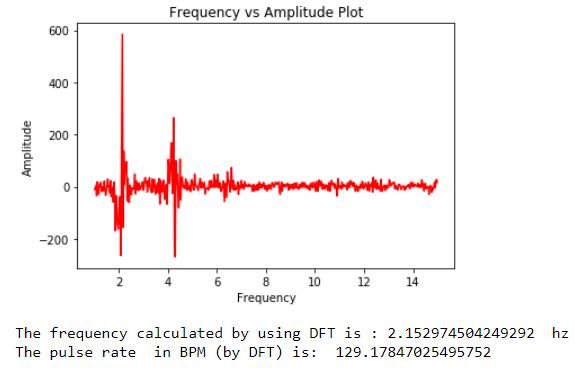 Frequency vs Amplitude Plot
600
400
200
0
−200
Amplitude
2 4 6 8 10 12 14
Frequency
The frequency calculated by using DFT is : 2.152974504249292 hz
The pulse rate in BPM (by DFT) is: 129.17847025495752